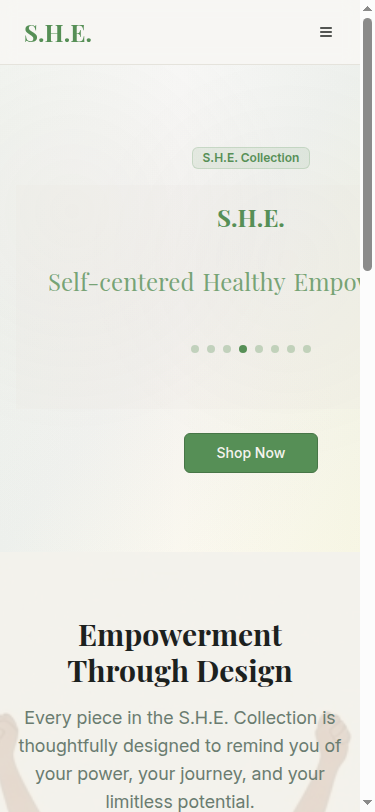 S.H.E.
S.H.E. Collection
S.H.E.
Self-centered Healthy Empo
Shop Now
Empowerment
Through Design
Every piece in the S.H.E. Collection is
thoughtfully designed to remind you of
your power, your journey, and your
limitless potential.